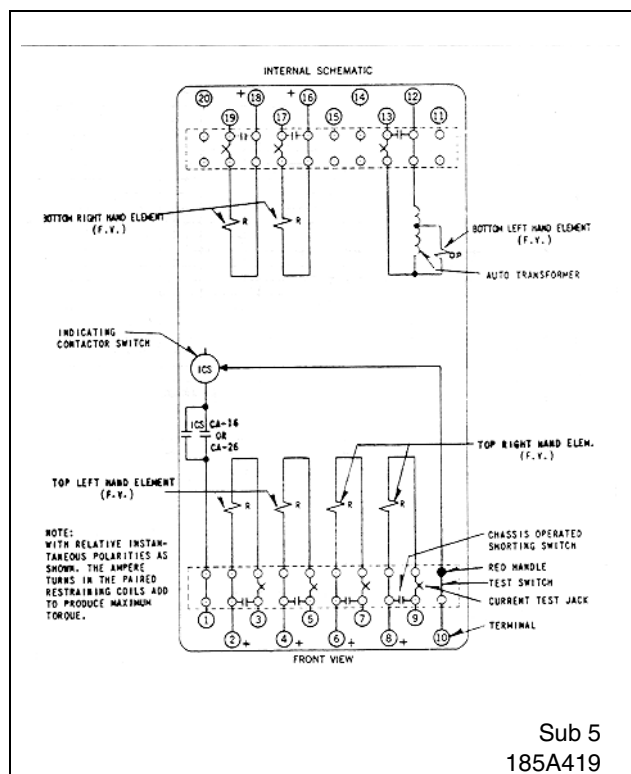 INTERNAL SCHEMATIC
+ +
20 18 16 14 12
19 17 15 13 11
BOTTOM RIGHT HAND ELEMENT
(F.V.)
R R
BOTTOM LEFT HAND ELEMENT
(F.V.)
OP
AUTO TRANSFORMER
INDICATING
CONTACTOR SWITCH
ICS
ICS CA-16
OR
CA-26
TOP RIGHT HAND ELEM.
(F.V.)
TOP LEFT HAND ELEMENT
(F.V.)
R R R R
NOTE:
WITH RELATIVE INSTAN-
TANEOUS POLARITIES AS
SHOWN. THE AMPERE
TURNS IN THE PAIRED
RESTRAINING COILS ADD
TO PRODUCE MAXIMUM
TORQUE.
CHASSIS OPERATED
SHORTING SWITCH
RED HANDLE
TEST SWITCH
CURRENT TEST JACK
TERMINAL
1 3 5 7 9
2 + 4 + 6 + 8 + 10
FRONT VIEW
Sub 5
185A419